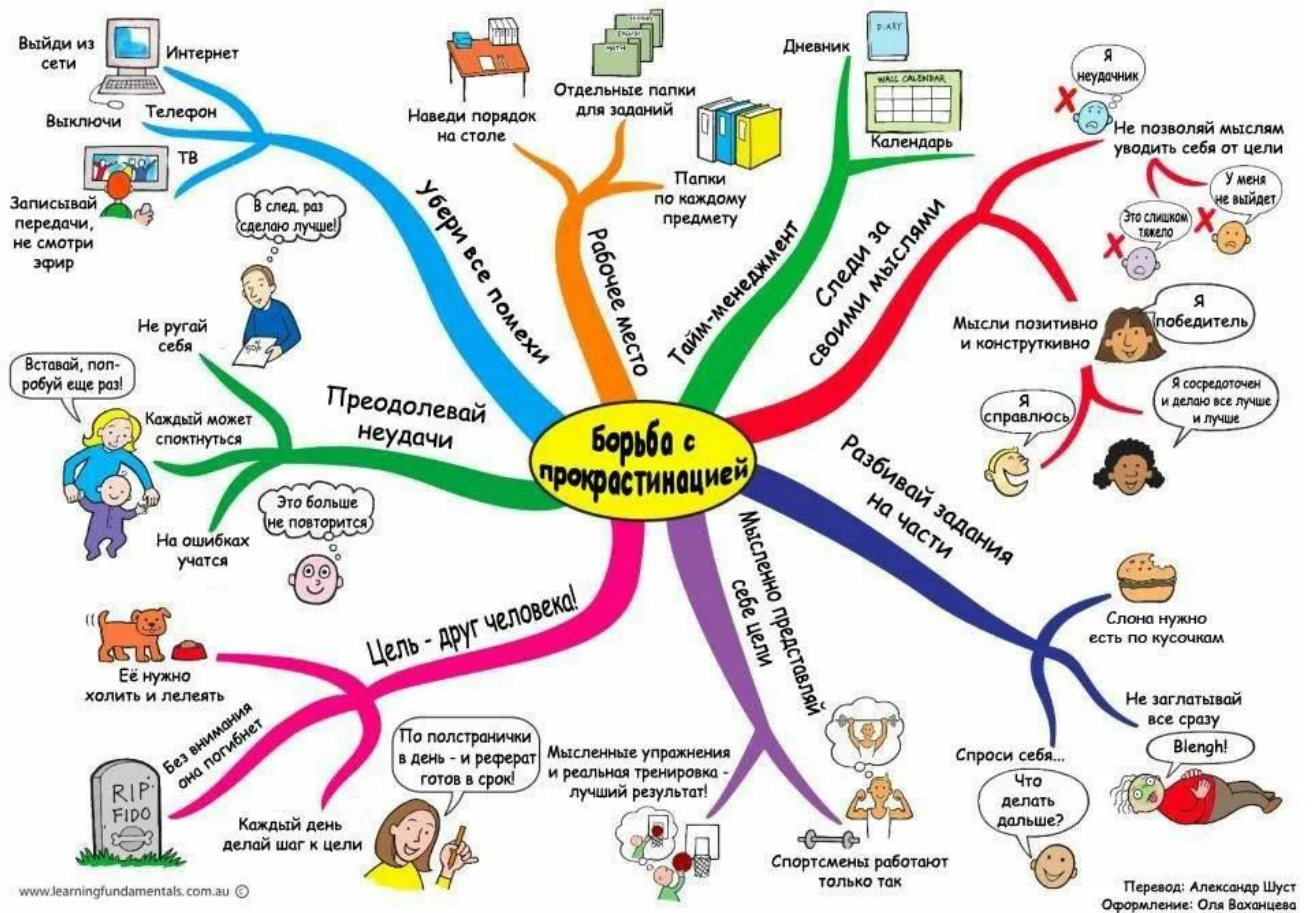 Борьба с
прокрастинацией
Убери все помехи
Выйди из
сети
Интернет
Выключи
Телефон
ТВ
Записывай
передачи,
не смотри
эфир
Рабочее место
Наведи порядок
на столе
Отдельные папки
для заданий
HISTORY
ENGLISH
MATH
Папки
по каждому
предмету
Тайм-менеджмент
Дневник
DIARY
WALL CALENDAR
Календарь
Следи за
своими мыслями
Я
неудачник
Не позволяй мыслям
уводить себя от цели
У меня
не выйдет
Это слишком
тяжело
Мысли позитивно
и конструткивно
Я
победитель
Я
справлюсь
Я сосредоточен
и делаю все лучше
и лучше
Разбивай задания
на части
Слона нужно
есть по кусочкам
Не заглатывай
все сразу
Blengh!
Спроси себя...
Что
делать
дальше?
Мысленно представляй
себе цели
Мысленные упражнения
и реальная тренировка -
лучший результат!
Спортсмены работают
только так
Цель - друг человека!
Её нужно
холить и лелеять
Без внимания
она погибнет
RIP
FIDO
Каждый день
делай шаг к цели
По полстранички
в день - и реферат
готов в срок!
Преодолевай
неудачи
Не ругай
себя
В след. раз
сделаю лучше!
Вставай, поп-
робуй еще раз!
Каждый может
споктнуться
На ошибках
учатся
Это больше
не повторится
www.learningfundamentals.com.au ©
Перевод: Александр Шуст
Оформление: Оля Ваханцева